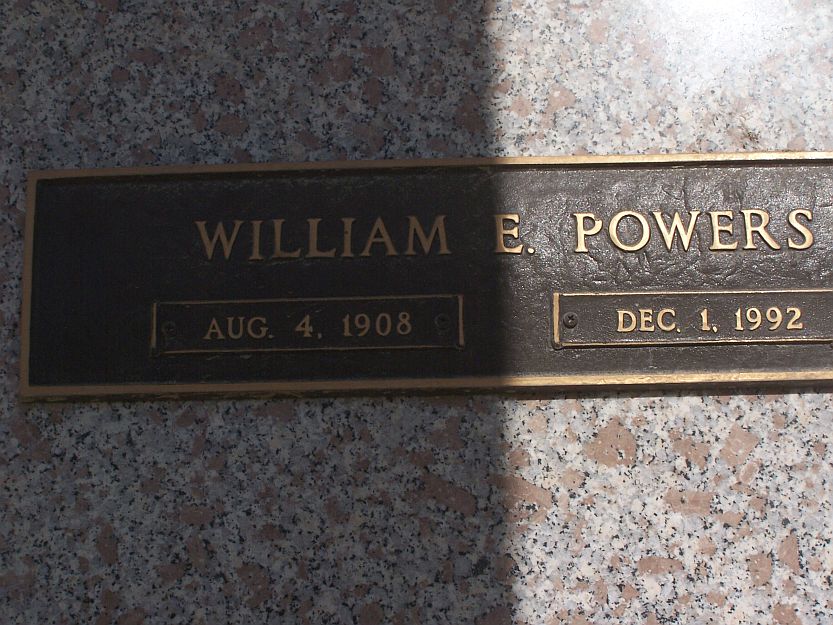 WILLIAM E. POWERS
AUG. 4, 1908 DEC. 1, 1992